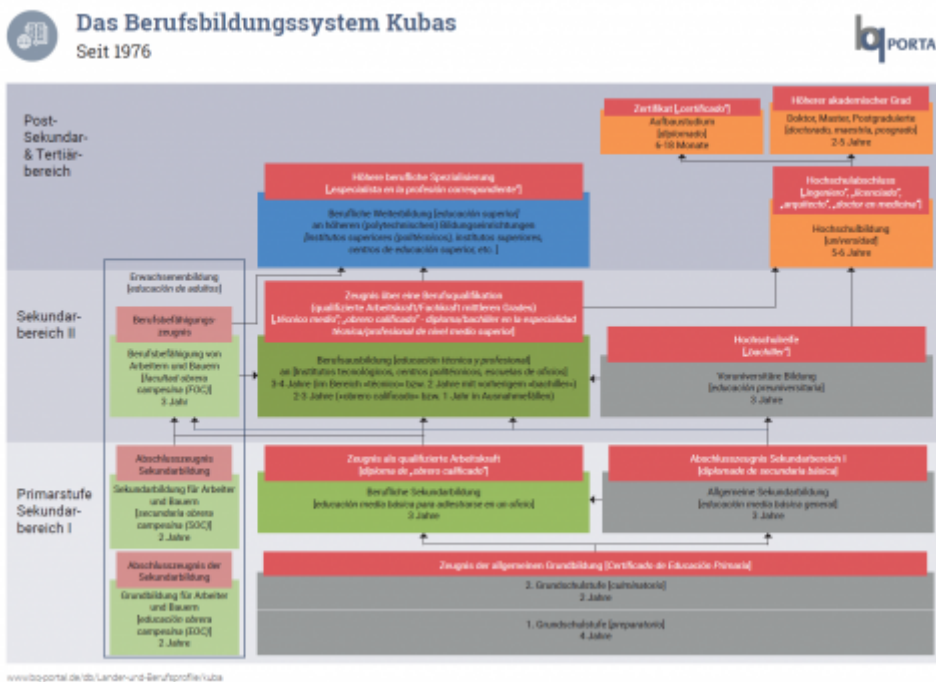 Das Berufsbildungssystem Kubas
Seit 1976
bq PORTAL
Post-
Sekundar-
& Tertiär-
bereich
Zertifikat [„certificado“]
Aufbaustudium
[diplomado]
6-18 Monate
Höherer akademischer Grad
Doktor, Master, Postgraduierte
[doctorado, maestría, posgrado]
2-5 Jahre
Höhere berufliche Spezialisierung
[„especialista en la profesión correspondiente“]
Berufliche Weiterbildung [educación superior]
an höheren (polytechnischen) Bildungseinrichtungen
[institutos superiores (politécnicos), institutos superiores,
centros de educación superior, etc. ]
Hochschulabschluss
[„ingeniero“, „licenciado“,
„arquitecto“, „doctor en medicina“]
Hochschulbildung
[universidad]
5-6 Jahre
Erwachsenenbildung
[educación de adultos]
Sekundar-
bereich II
Berufsbefähigungs-
zeugnis
Berufsbefähigung von
Arbeitern und Bauern
[facultad obrera
campesina (FOC)]
3 Jahr
Zeugnis über eine Berufsqualifikation
(qualifizierte Arbeitskraft/Fachkraft mittleren Grades)
[„técnico medio“, „obrero calificado“ - diploma/bachiller en la especialidad
técnica/profesional de nivel medio superior]
Berufsausbildung [educación técnica y profesional]
an [institutos tecnológicos, centros politécnicos, escuelas de oficio]
3-4 Jahre (im Bereich «técnico» bzw. 2 Jahre mit vorherigem «bachiller»)
2-3 Jahre («obrero calificado» bzw. 1 Jahr in Ausnahmefällen)
Hochschulreife
[„bachiller“]
Voruniversitäre Bildung
[educación preuniversitaria]
3 Jahre
Primarstufe
Sekundar-
bereich I
Abschlusszeugnis
Sekundarbildung
Sekundarbildung für Arbeiter
und Bauern
[secundaria obrera
campesina (SOC)]
2 Jahre
Zeugnis als qualifizierte Arbeitskraft
[diploma de „obrero calificado“]
Berufliche Sekundarbildung
[educación media básica para adiestrarse en un oficio]
3 Jahre
Abschlusszeugnis Sekundarbereich I
[diplomado de secundaria básica]
Allgemeine Sekundarbildung
[educación media básica general]
3 Jahre
Abschlusszeugnis der
Sekundarbildung
Grundbildung für Arbeiter
und Bauern
[educación obrera
campesina (EOC)]
2 Jahre
Zeugnis der allgemeinen Grundbildung [Certificado de Educación Primaria]
2. Grundschulstufe [culminatorio]
2 Jahre
1. Grundschulstufe [preparatorio]
4 Jahre
www.bq-portal.de/db/Länder-und-Berufsprofile/kuba